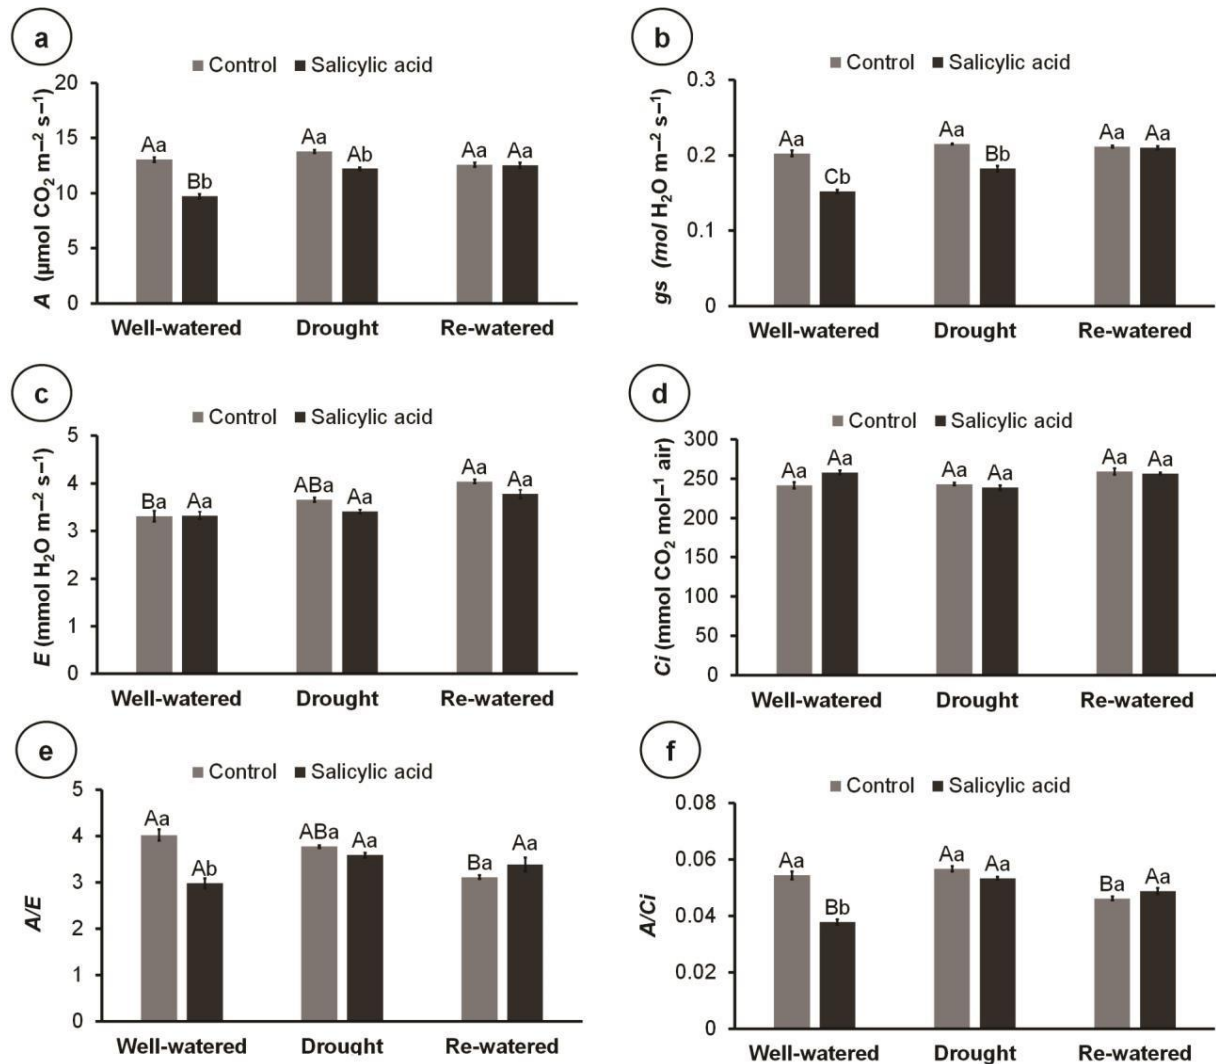 a
Control Salicylic acid
A (µmol CO₂ m⁻² s⁻¹)
20
15
10
5
0
Aa Bb Aa Ab Aa Aa
Well-watered Drought Re-watered
b
Control Salicylic acid
gs (mol H₂O m⁻² s⁻¹)
0.3
0.2
0.1
0
Aa Cb Aa Bb Aa Aa
Well-watered Drought Re-watered
c
Control Salicylic acid
E (mmol H₂O m⁻² s⁻¹)
5
4
3
2
1
0
Ba Aa ABa Aa Aa Aa
Well-watered Drought Re-watered
d
Control Salicylic acid
Ci (mmol CO₂ mol⁻¹ air)
300
250
200
150
100
50
0
Aa Aa Aa Aa Aa Aa
Well-watered Drought Re-watered
e
Control Salicylic acid
A/E
5
4
3
2
1
0
Aa Ab ABa Aa Ba Aa
Well-watered Drought Re-watered
f
Control Salicylic acid
A/Ci
0.08
0.06
0.04
0.02
0
Aa Bb Aa Aa Ba Aa
Well-watered Drought Re-watered